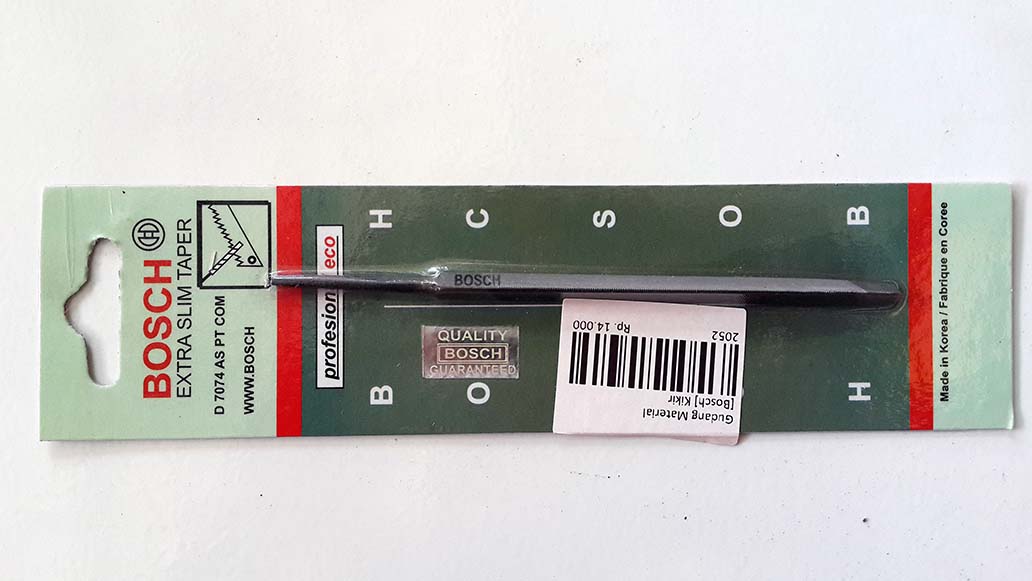 BOSCH
EXTRA SLIM TAPER
D 7074 AS PT COM
WWW.BOSCH
profesion
eco
H C S O B
BOSCH
QUALITY
BOSCH
GUARANTEED
B O H
Gudang Material
[Bosch] Kikir
2052 Rp. 14.000
Made in Korea / Fabrique en Coree